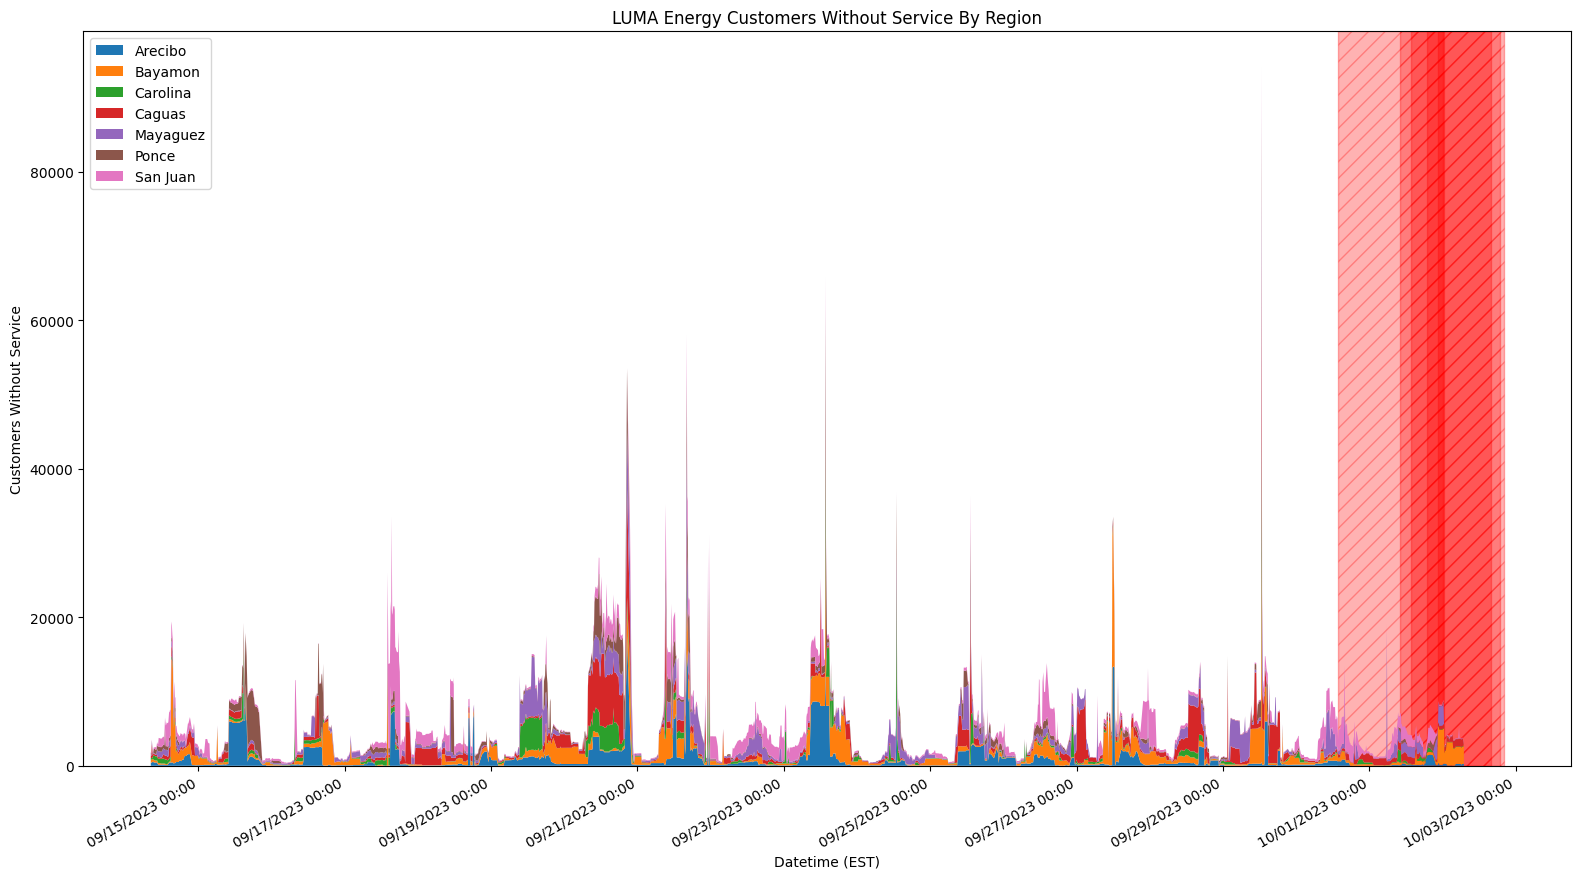 LUMA Energy Customers Without Service By Region
Arecibo
Bayamon
Carolina
Caguas
Mayaguez
Ponce
San Juan
Customers Without Service
80000
60000
40000
20000
0
09/15/2023 00:00
09/17/2023 00:00
09/19/2023 00:00
09/21/2023 00:00
09/23/2023 00:00
09/25/2023 00:00
09/27/2023 00:00
09/29/2023 00:00
10/01/2023 00:00
10/03/2023 00:00
Datetime (EST)